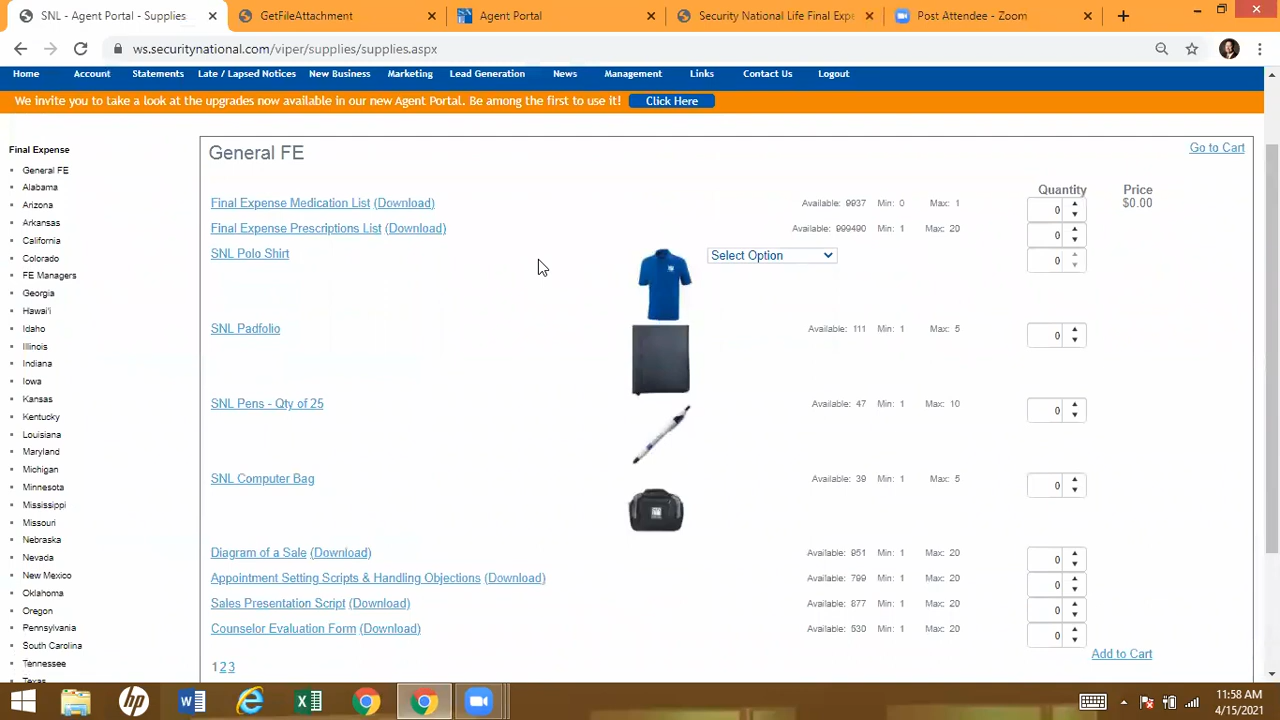 SNL - Agent Portal - Supplies
GetFileAttachment
Agent Portal
Security National Life Final Expe
Post Attendee - Zoom
ws.securitynational.com/viper/supplies/supplies.aspx
Home Account Statements Late / Lapsed Notices New Business Marketing Lead Generation News Management Links Contact Us Logout
We invite you to take a look at the upgrades now available in our new Agent Portal. Be among the first to use it! Click Here
Final Expense
General FE
Alabama
Arizona
Arkansas
California
Colorado
FE Managers
Georgia
Hawai'i
Idaho
Illinois
Indiana
Iowa
Kansas
Kentucky
Louisiana
Maryland
Michigan
Minnesota
Mississippi
Missouri
Nebraska
Nevada
New Mexico
Oklahoma
Oregon
Pennsylvania
South Carolina
Tennessee
Texas
General FE
Go to Cart
Quantity Price
Final Expense Medication List (Download) Available: 9937 Min: 0 Max: 1 0 $0.00
Final Expense Prescriptions List (Download) Available: 999490 Min: 1 Max: 20 0
SNL Polo Shirt Select Option 0
SNL Padfolio Available: 111 Min: 1 Max: 5 0
SNL Pens - Qty of 25 Available: 47 Min: 1 Max: 10 0
SNL Computer Bag Available: 39 Min: 1 Max: 5 0
Diagram of a Sale (Download) Available: 951 Min: 1 Max: 20 0
Appointment Setting Scripts & Handling Objections (Download) Available: 799 Min: 1 Max: 20 0
Sales Presentation Script (Download) Available: 877 Min: 1 Max: 20 0
Counselor Evaluation Form (Download) Available: 530 Min: 1 Max: 20 0
Add to Cart
1 2 3
11:58 AM
4/15/2021